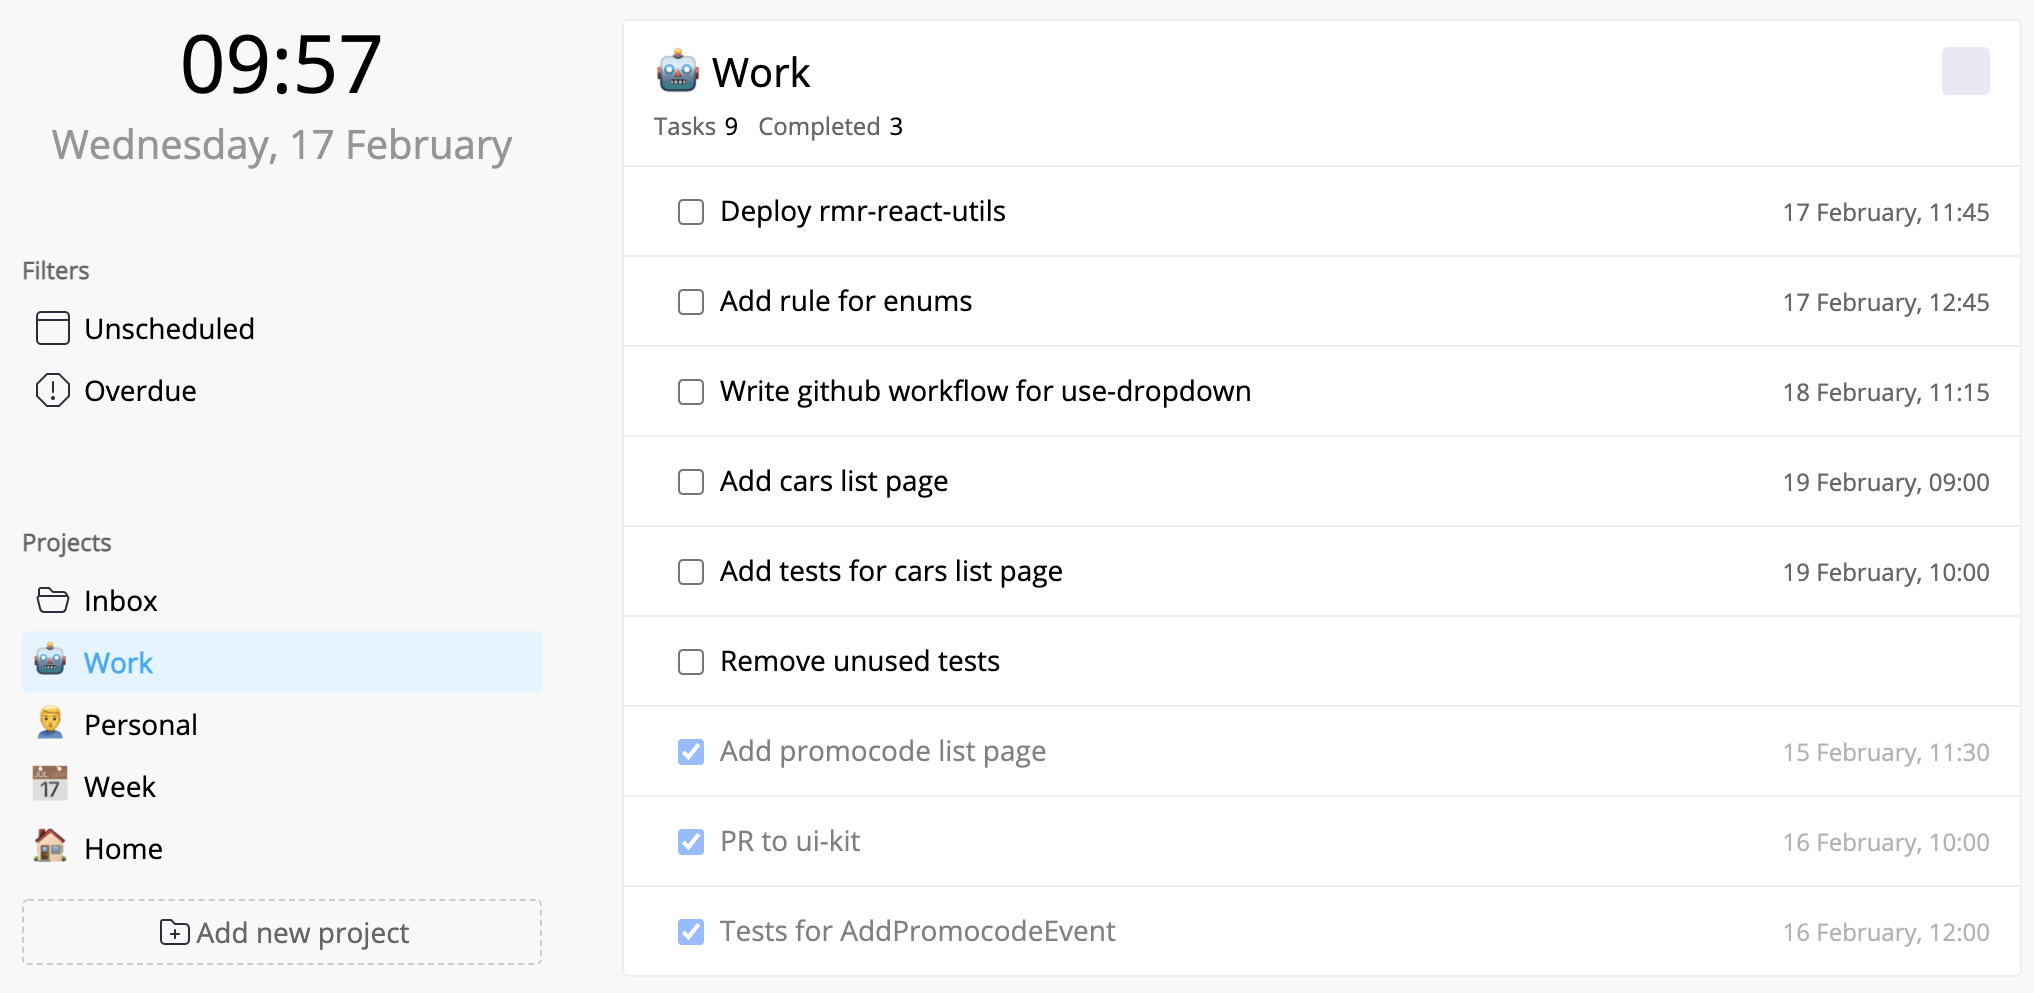 09:57
Wednesday, 17 February
Filters
Unscheduled
Overdue
Projects
Inbox
Work
Personal
JUL 17 Week
Home
Add new project
Work
Tasks 9 Completed 3
Deploy rmr-react-utils 17 February, 11:45
Add rule for enums 17 February, 12:45
Write github workflow for use-dropdown 18 February, 11:15
Add cars list page 19 February, 09:00
Add tests for cars list page 19 February, 10:00
Remove unused tests
Add promocode list page 15 February, 11:30
PR to ui-kit 16 February, 10:00
Tests for AddPromocodeEvent 16 February, 12:00